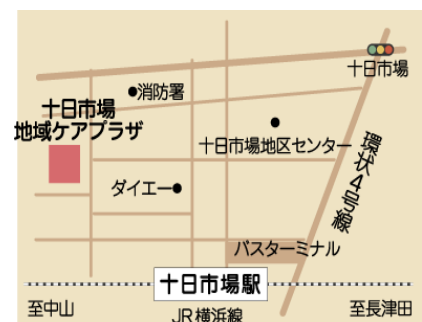 十日市場
●消防署
十日市場
地域ケアプラザ
十日市場地区センター
環状4号線
ダイエー●
バスターミナル
十日市場駅
至中山
JR横浜線
至長津田